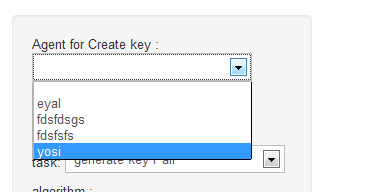 Agent for Create key :
eyal
fdsfdsgs
fdsfsfs
yosi
task: generate Key Pair
algorithm :